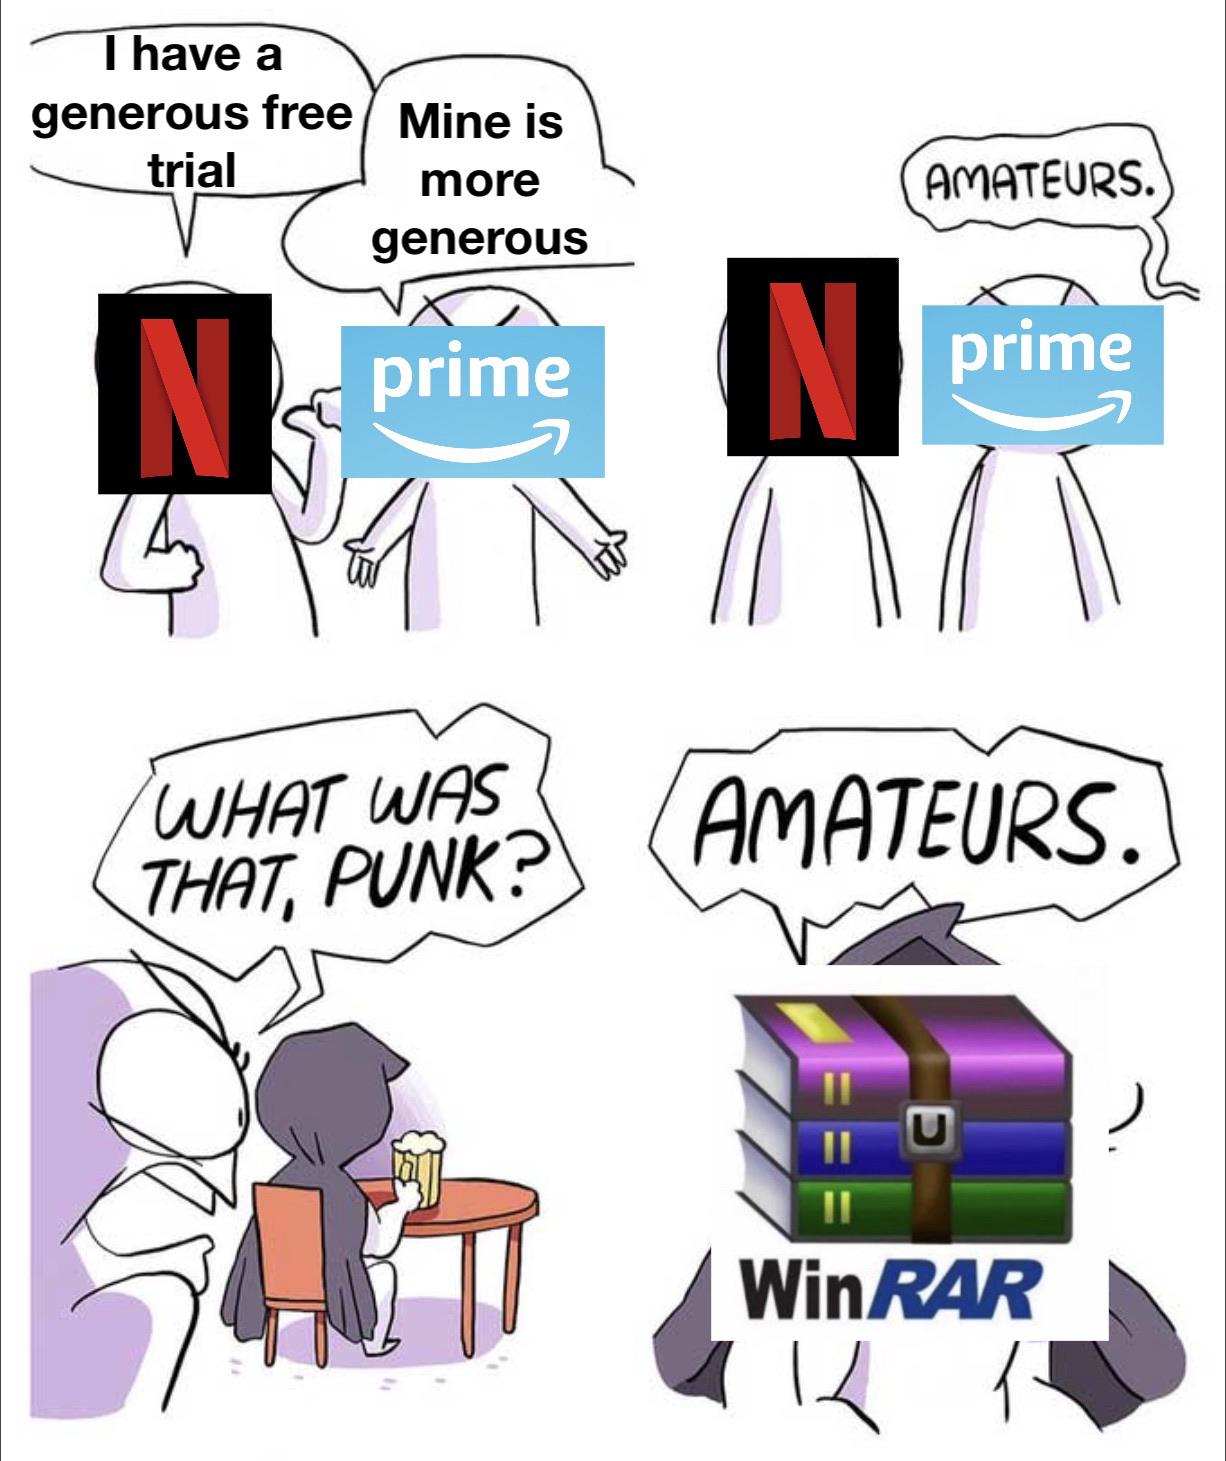 I have a
generous free
trial
Mine is
more
generous
N
prime
AMATEURS.
N
prime
WHAT WAS
THAT, PUNK?
AMATEURS.
U
WinRAR